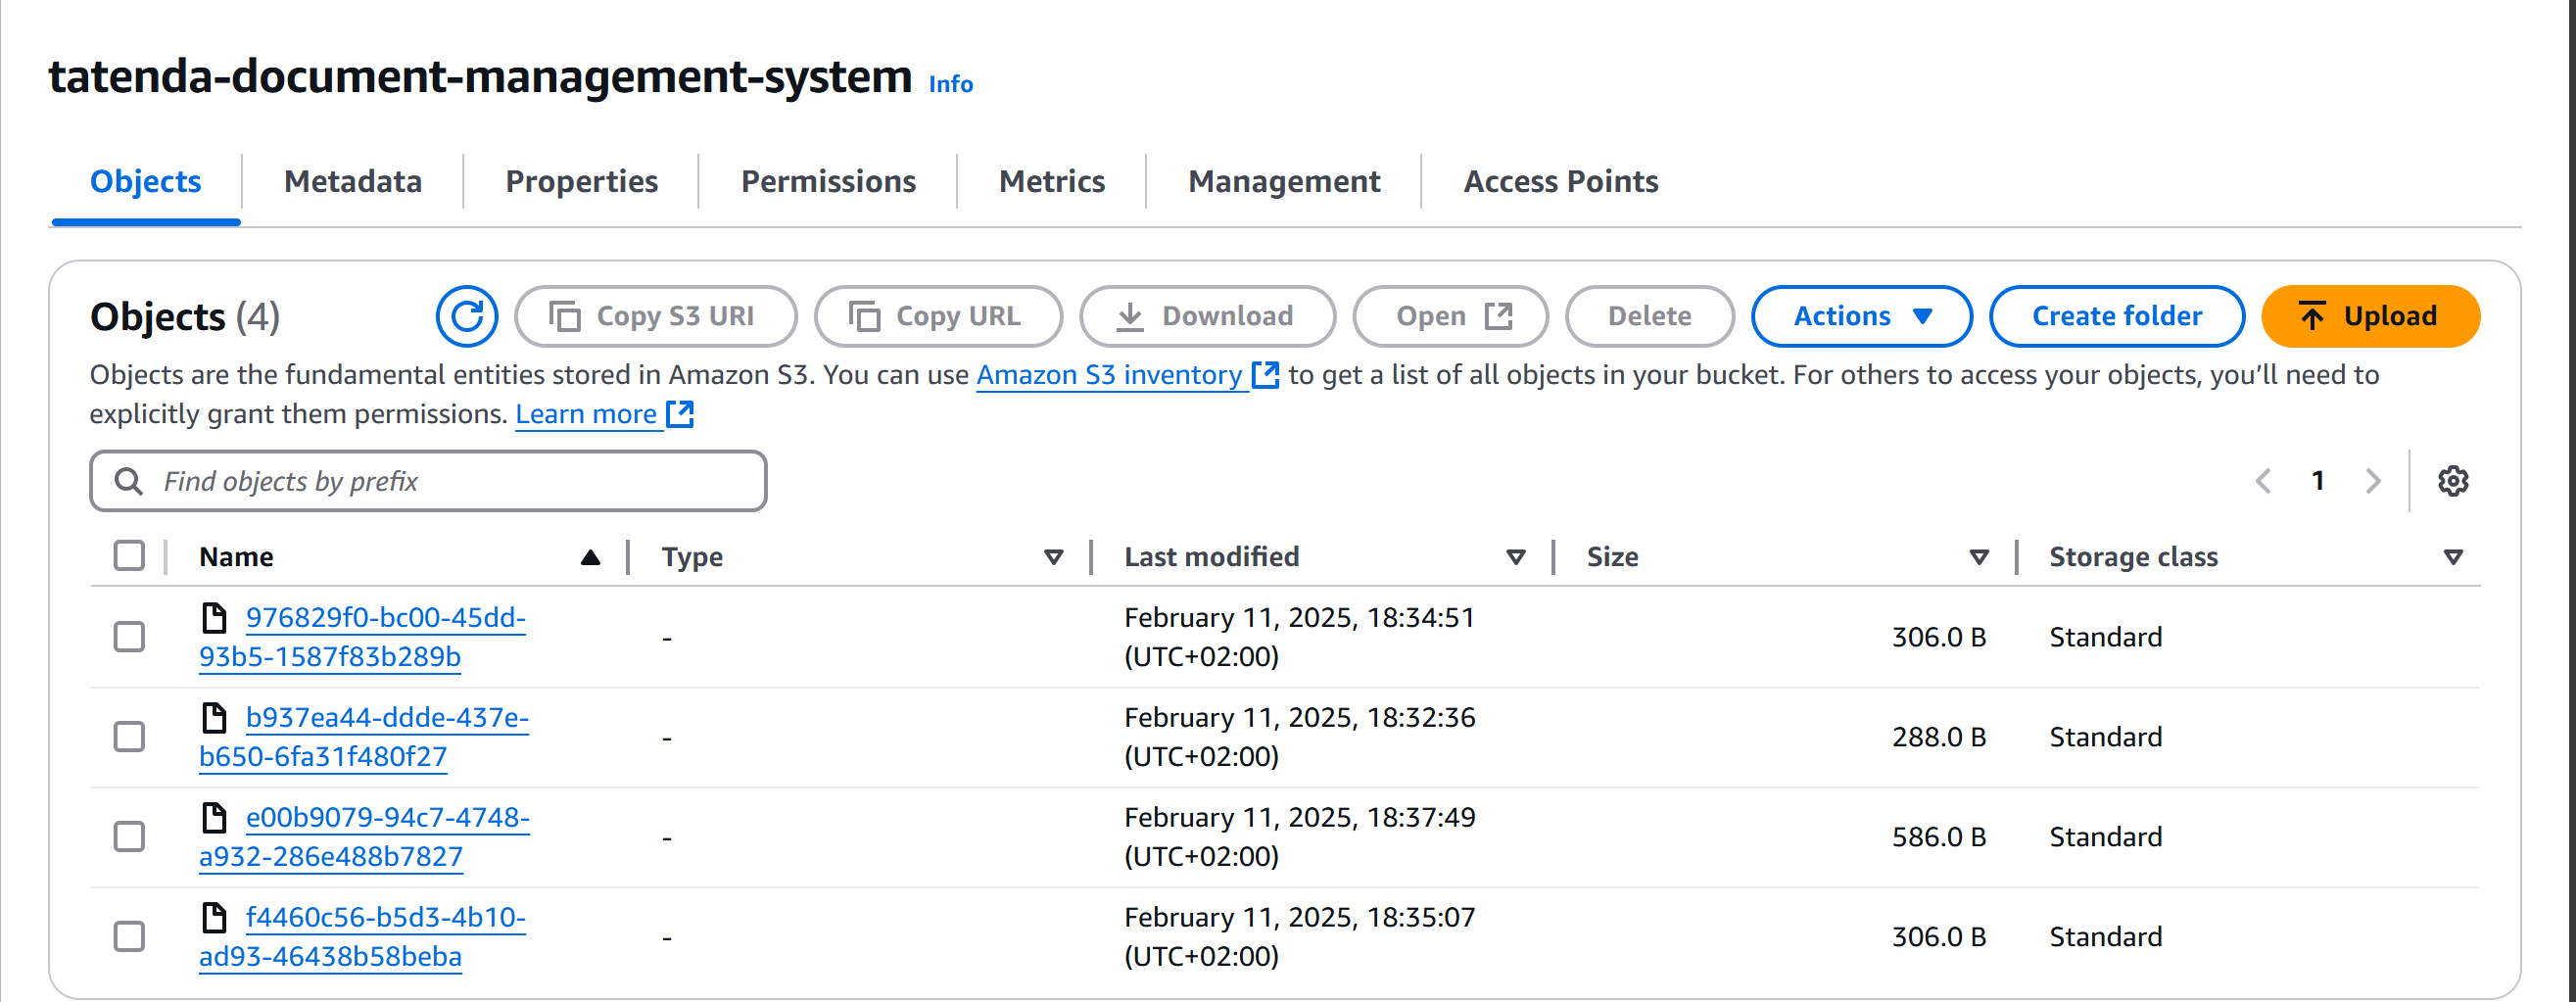 tatenda-document-management-system Info
Objects Metadata Properties Permissions Metrics Management Access Points
Objects (4) Copy S3 URI Copy URL Download Open Delete Actions Create folder Upload
Objects are the fundamental entities stored in Amazon S3. You can use Amazon S3 inventory to get a list of all objects in your bucket. For others to access your objects, you’ll need to
explicitly grant them permissions. Learn more
Find objects by prefix 1
Name Type Last modified Size Storage class
976829f0-bc00-45dd- February 11, 2025, 18:34:51
- 306.0 B Standard
93b5-1587f83b289b (UTC+02:00)
b937ea44-ddde-437e- February 11, 2025, 18:32:36
- 288.0 B Standard
b650-6fa31f480f27 (UTC+02:00)
e00b9079-94c7-4748- February 11, 2025, 18:37:49
- 586.0 B Standard
a932-286e488b7827 (UTC+02:00)
f4460c56-b5d3-4b10- February 11, 2025, 18:35:07
- 306.0 B Standard
ad93-46438b58beba (UTC+02:00)